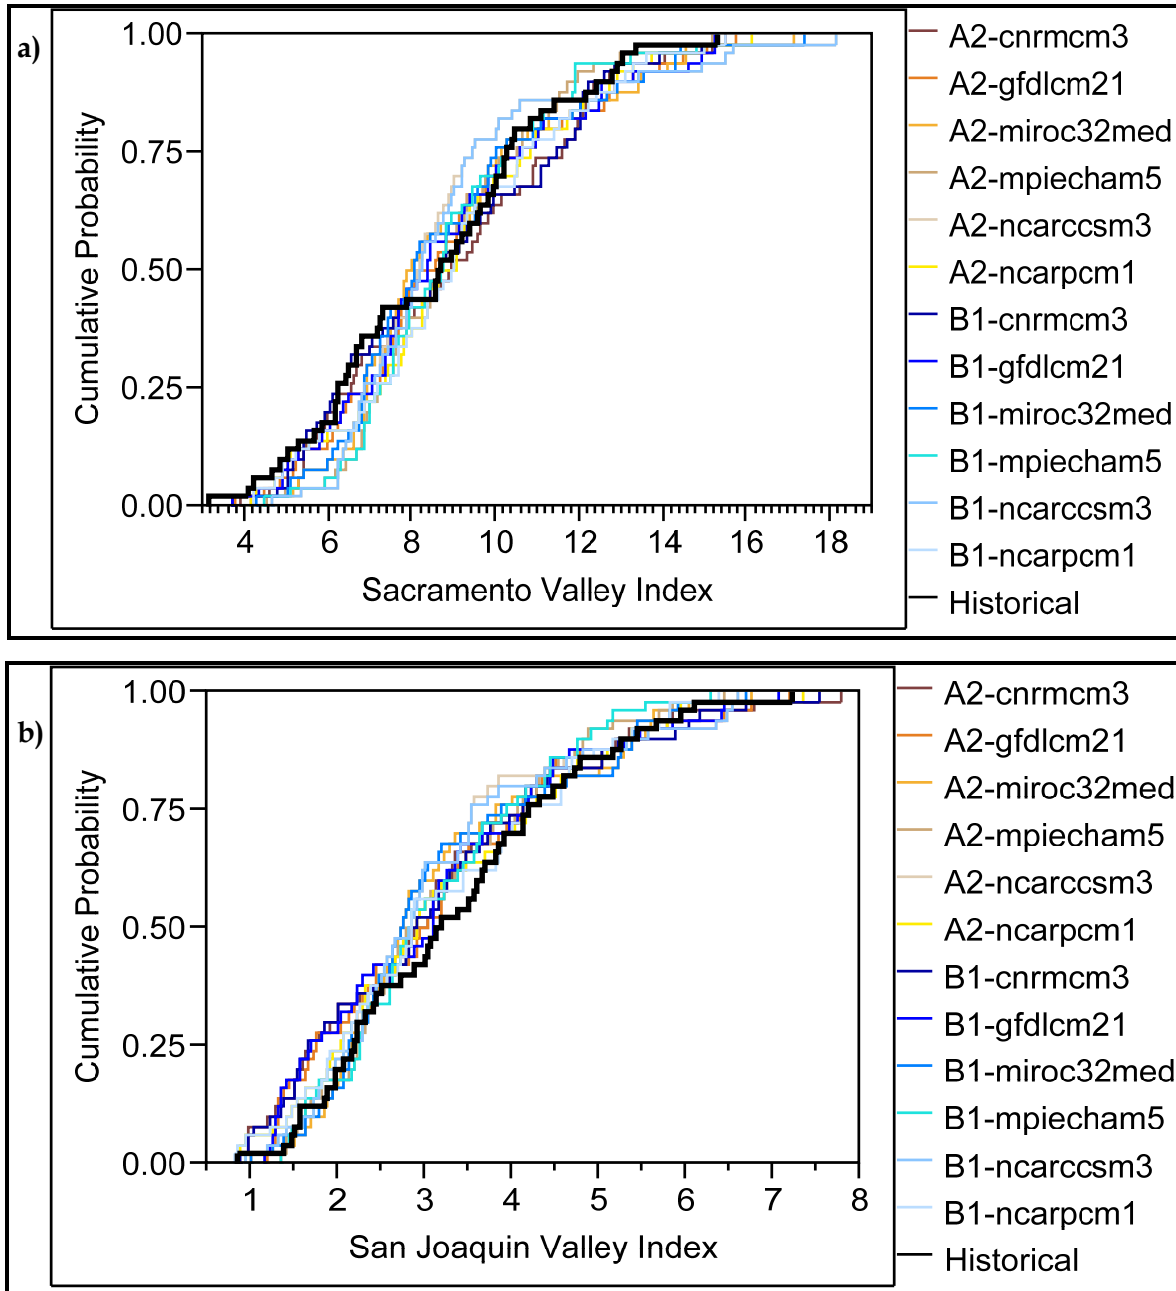 a)
1.00
0.75
0.50
0.25
0.00
Cumulative Probability
4 6 8 10 12 14 16 18
Sacramento Valley Index
A2-cnrmcm3
A2-gfdlcm21
A2-miroc32med
A2-mpiecham5
A2-ncarccsm3
A2-ncarpcm1
B1-cnrmcm3
B1-gfdlcm21
B1-miroc32med
B1-mpiecham5
B1-ncarccsm3
B1-ncarpcm1
Historical
b)
1.00
0.75
0.50
0.25
0.00
Cumulative Probability
1 2 3 4 5 6 7 8
San Joaquin Valley Index
A2-cnrmcm3
A2-gfdlcm21
A2-miroc32med
A2-mpiecham5
A2-ncarccsm3
A2-ncarpcm1
B1-cnrmcm3
B1-gfdlcm21
B1-miroc32med
B1-mpiecham5
B1-ncarccsm3
B1-ncarpcm1
Historical